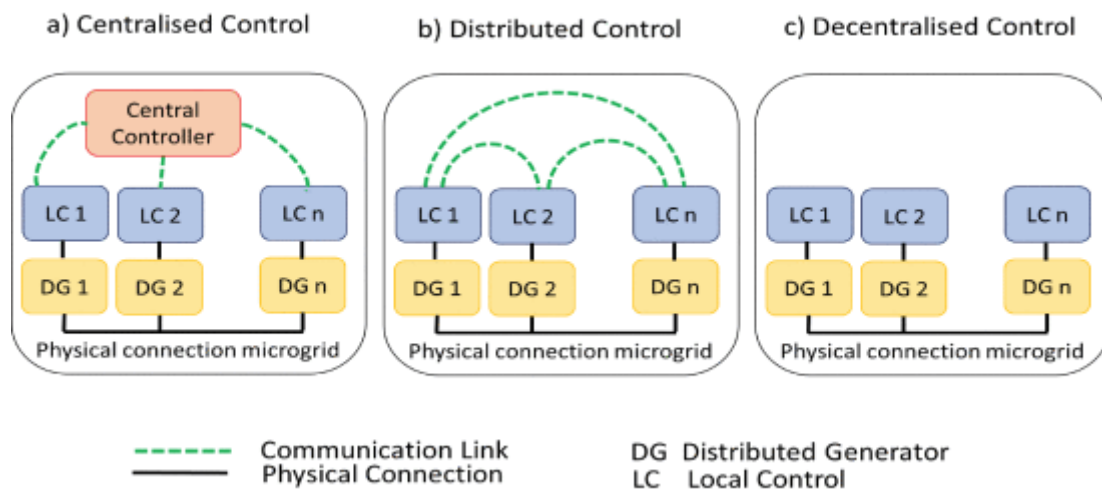 a) Centralised Control
b) Distributed Control
c) Decentralised Control
Central
Controller
LC 1
LC 2
LC n
DG 1
DG 2
DG n
Physical connection microgrid
LC 1
LC 2
LC n
DG 1
DG 2
DG n
Physical connection microgrid
LC 1
LC 2
LC n
DG 1
DG 2
DG n
Physical connection microgrid
Communication Link
Physical Connection
DG Distributed Generator
LC Local Control